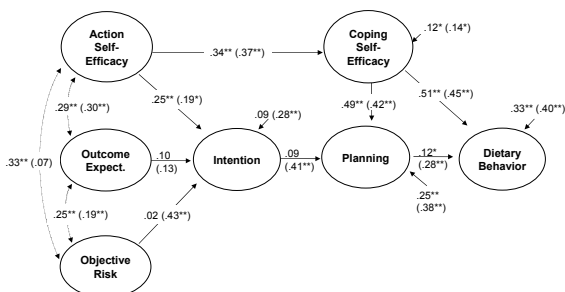 Action
Self-
Efficacy
.34** (.37**)
Coping
Self-
Efficacy
.12* (.14*)
.29** (.30**)
.25** (.19*)
.49** (.42**)
.51** (.45**)
.09 (.28**)
.33** (.40**)
.33** (.07)
Outcome
Expect.
.10
(.13)
Intention
.09
(.41**)
Planning
.12*
(.28**)
Dietary
Behavior
.25** (.19**)
.02 (.43**)
.25**
(.38**)
Objective
Risk